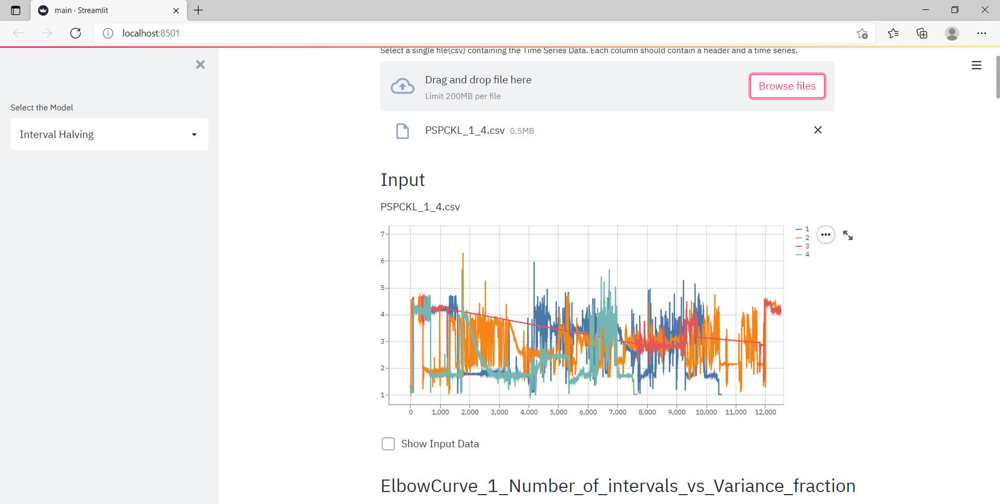 main · Streamlit
localhost:8501
Select a single file(csv) containing the Time Series Data. Each column should contain a header and a time series.
Drag and drop file here
Limit 200MB per file
Browse files
Select the Model
Interval Halving
PSPCKL_1_4.csv 0.5MB
Input
PSPCKL_1_4.csv
7
6
5
4
3
2
1
0 1,000 2,000 3,000 4,000 5,000 6,000 7,000 8,000 9,000 10,000 11,000 12,000
1
2
3
4
Show Input Data
ElbowCurve_1_Number_of_intervals_vs_Variance_fraction